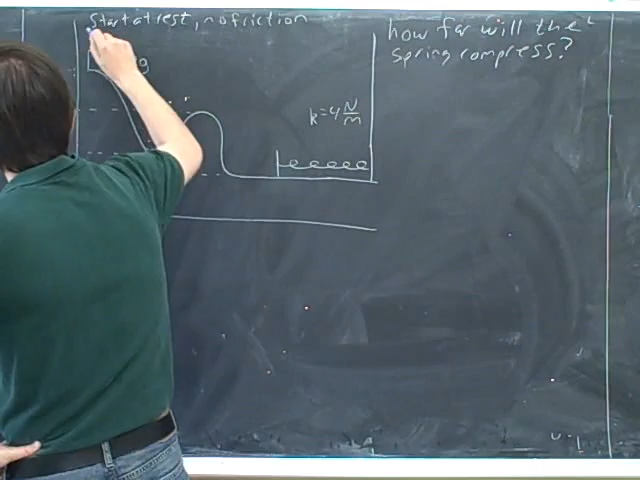 Start at rest, no friction
how far will the
spring compress?
g
k=4 N/m